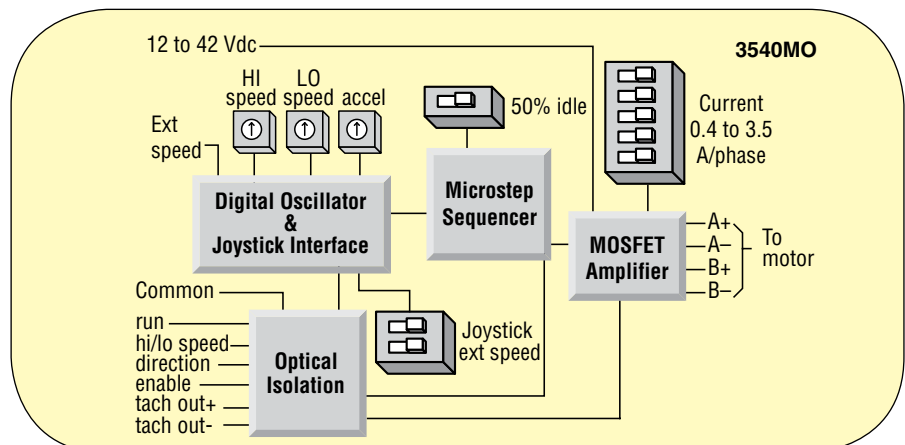 12 to 42 Vdc
3540MO
HI speed
LO speed
accel
50% idle
Current
0.4 to 3.5
A/phase
Ext
speed
Digital Oscillator
&
Joystick Interface
Microstep
Sequencer
MOSFET
Amplifier
A+
A–
B+
B–
To
motor
Common
run
hi/lo speed
direction
enable
tach out+
tach out-
Optical
Isolation
Joystick
ext speed